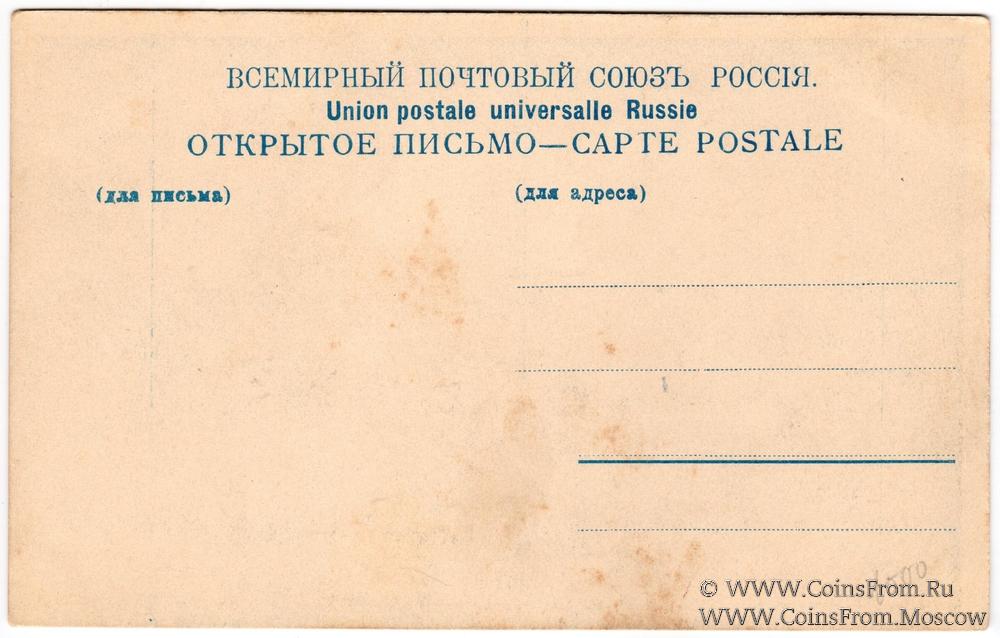 ВСЕМИРНЫЙ ПОЧТОВЫЙ СОЮЗЪ РОССІЯ.
Union postale universalle Russie
ОТКРЫТОЕ ПИСЬМО—CAPTE POSTALE
(для письма) (для адреса)
© WWW.CoinsFrom.Ru
WWW.CoinsFrom.Moscow